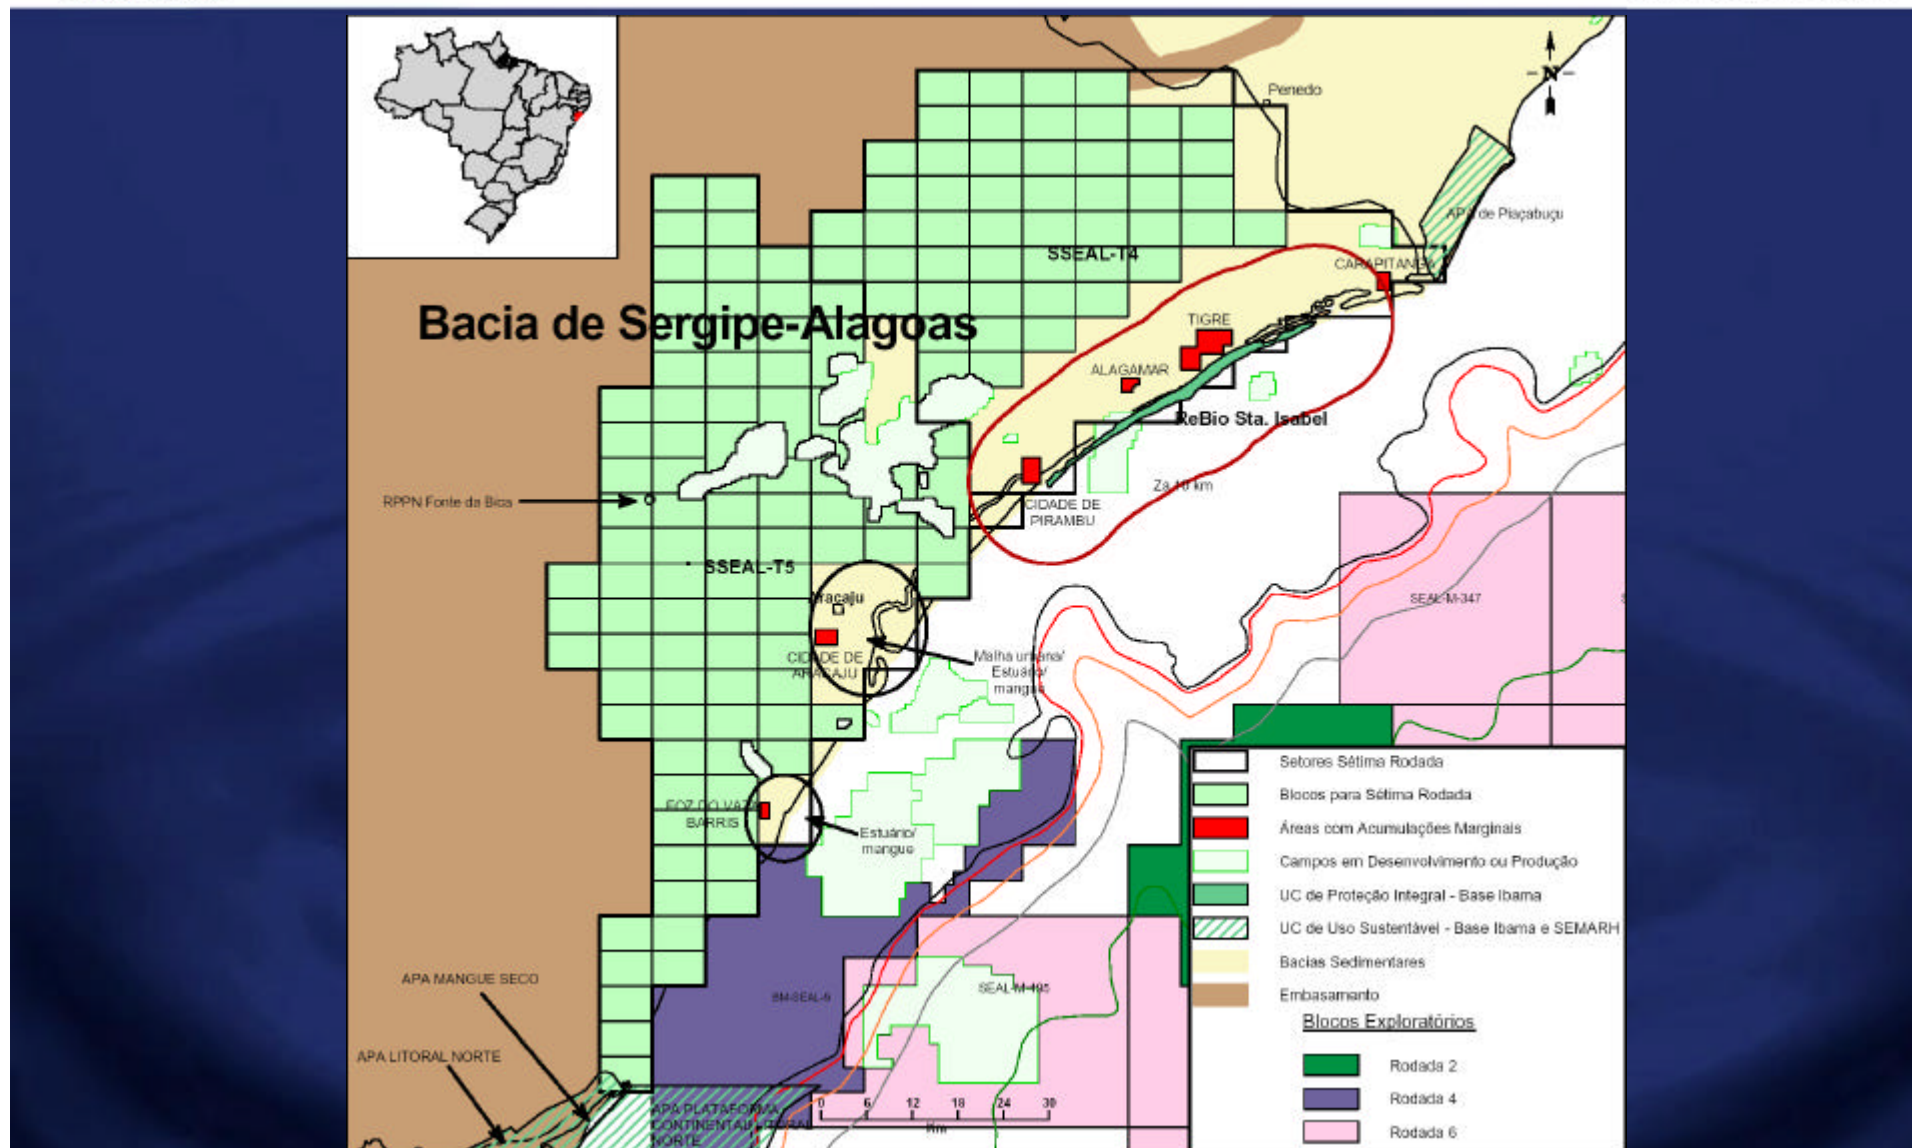 N
Penedo
APA de Piaçabuçu
SSEAL-T4
CARAPITANGA
Bacia de Sergipe-Alagoas
TIGRE
ALAGAMAR
ReBio Sta. Isabel
Za 10 km
RPPN Fonte da Bica
CIDADE DE
PIRAMBU
SSEAL-T5
Aracaju
SEAL-M-347
CIDADE DE
ARACAJU
Malha urbana/
Estuário/
mangue
FOZ DO VAZA
BARRIS
Estuário/
mangue
Setores Sétima Rodada
Blocos para Sétima Rodada
Áreas com Acumulações Marginais
Campos em Desenvolvimento ou Produção
UC de Proteção Integral - Base Ibama
UC de Uso Sustentável - Base Ibama e SEMARH
Bacias Sedimentares
Embasamento
Blocos Exploratórios
Rodada 2
Rodada 4
Rodada 6
APA MANGUE SECO
BM-SEAL-9
SEAL-M-495
APA LITORAL NORTE
APA PLATAFORMA
CONTINENTAL LITORAL
NORTE
0 6 12 18 24 30
Km